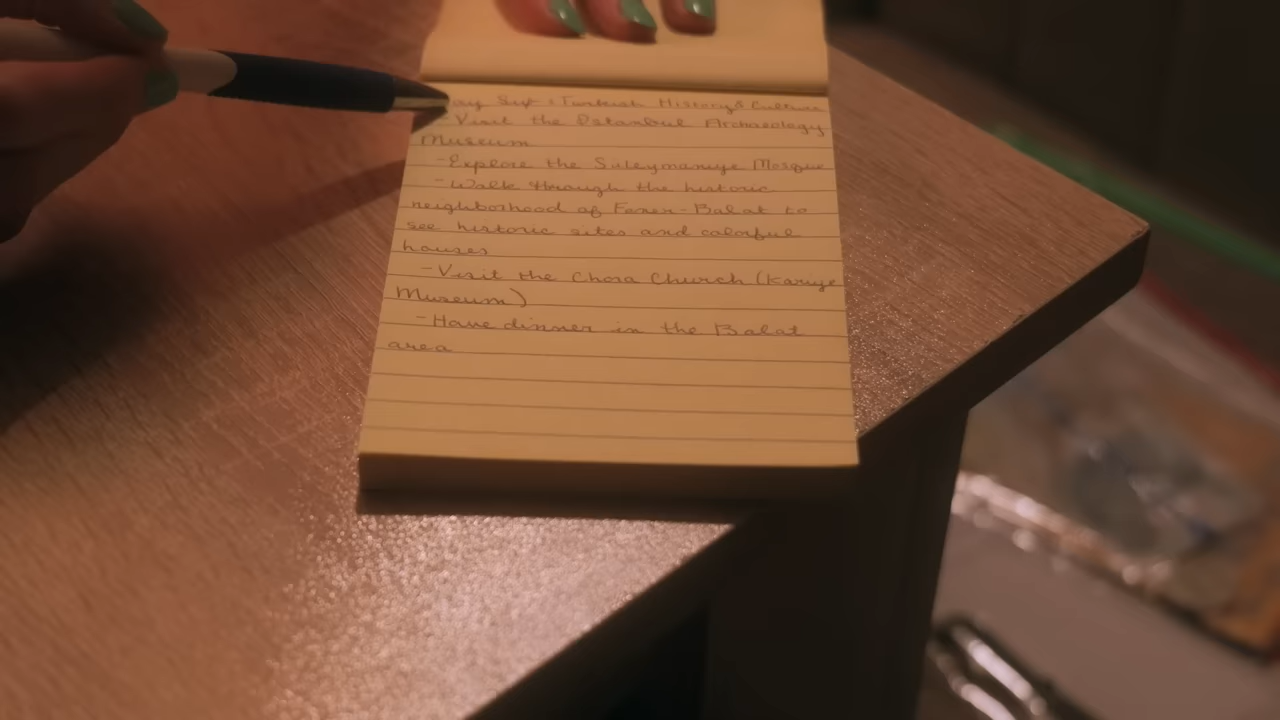 : Turkish History & Culture
-Visit the Istanbul Archaeology
Museum
-Explore the Suleymaniye Mosque
-Walk through the historic
neighborhood of Fener-Balat to
see historic sites and colorful
houses
-Visit the Chora Church (Kariye
Museum)
-Have dinner in the Balat
area